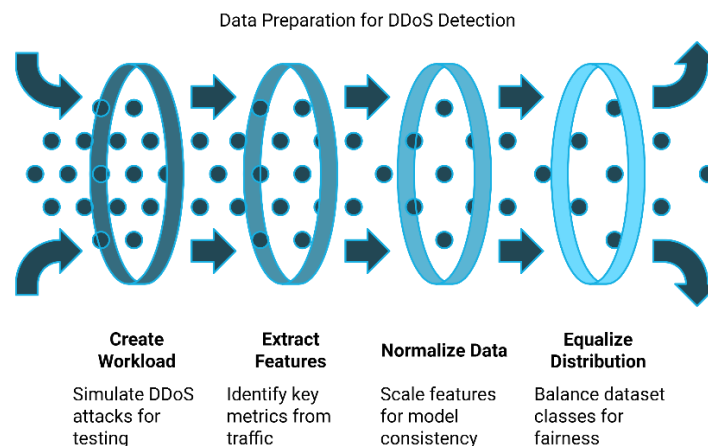 Data Preparation for DDoS Detection
Create
Workload
Simulate DDoS
attacks for
testing
Extract
Features
Identify key
metrics from
traffic
Normalize Data
Scale features
for model
consistency
Equalize
Distribution
Balance dataset
classes for
fairness